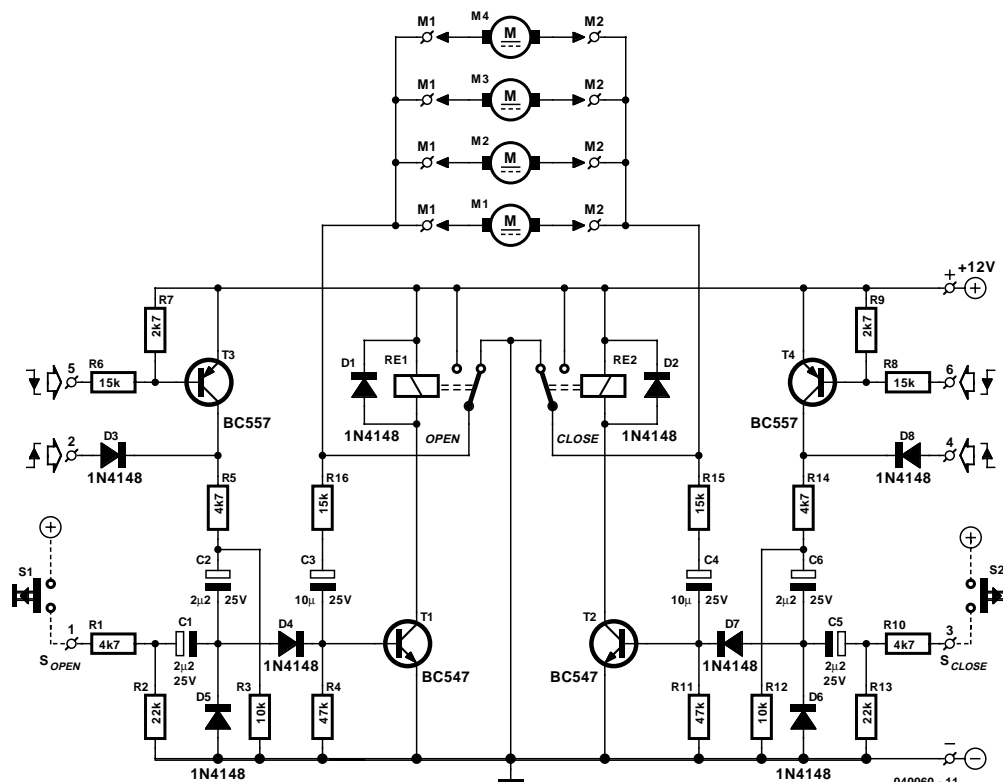 M4
M1 M M2
M3
M1 M M2
M2
M1 M M2
M1
M1 M M2
+ +12V
R7
2k7
R9
2k7
T3
T4
5
R6
15k
D1
RE1
RE2
D2
R8
15k
6
BC557
BC557
1N4148
OPEN
CLOSE
1N4148
2
D3
1N4148
D8
1N4148
4
R5
4k7
R16
15k
R15
15k
R14
4k7
S1
C2
2µ2 25V
C3
10µ 25V
C4
10µ 25V
C6
2µ2 25V
S2
T1
T2
1
R1
4k7
C1
2µ2
25V
D4
1N4148
D7
1N4148
C5
2µ2
25V
R10
4k7
3
SOPEN
BC547
BC547
SCLOSE
R2
22k
D5
R3
10k
R4
47k
R11
47k
R12
10k
D6
R13
22k
1N4148
1N4148
040060 - 11